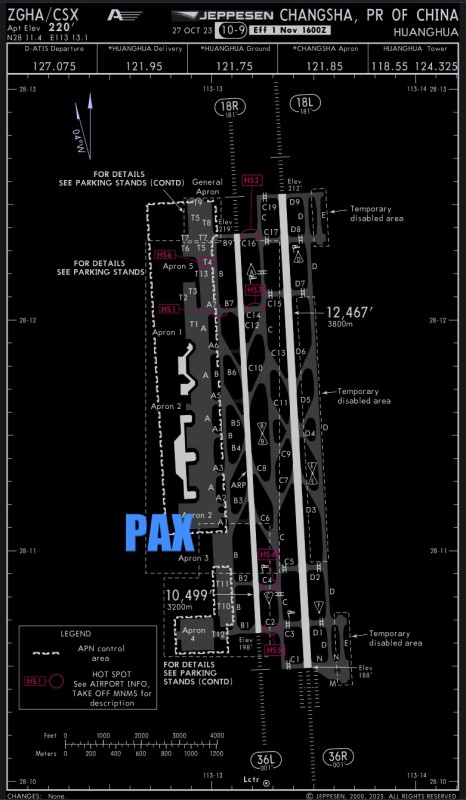 ZGHA/CSX
Apt Elev 220'
N28 11.4 E113 13.1
JEPPESEN CHANGSHA, PR OF CHINA
27 OCT 23 10-9 Eff 1 Nov 1600Z
HUANGHUA
D-ATIS Departure *HUANGHUA Delivery *HUANGHUA Ground *CHANGSHA Apron HUANGHUA Tower
127.075 121.95 121.75 121.85 118.55 124.325
28-13 113-13 113-14 28-13
18R
181°
18L
181°
04°W
FOR DETAILS
SEE PARKING STANDS (CONTD)
General
Apron
HS2
Elev
212'
Elev
219'
T9
T5
T8
T7 T7
T6 T5
C19
C
C17
C16
B9
D9
D
D8
E
Temporary
disabled area
FOR DETAILS
SEE PARKING STANDS
HS6
T4
Apron 5
T13
D
D7
HS3
T3
T2
HS1
A7
B7
C15
C14
C12
12,467'
3800m
28-12 28-12
T1
A
Apron 1
A6
B
C
C13
D6
C10
B6
A
A5
Temporary
disabled area
D5
C11
Apron 2
A4
B5
B
B4
D4
D
A
A3
C9
C8
C7
ARP
A2
B3
D3
Apron 2
A
C6
PAX
28-11 28-11
Apron 3
B
HS4
C5
B2
C4
D2
T11
10,499'
3200m
T10
B
C2
C3
D1
D
Apron
4
T12
B1
Elev
198'
HS5
C1
N
N
M
E
Temporary
disabled area
Elev
188'
FOR DETAILS
SEE PARKING
STANDS (CONTD)
LEGEND
APN control
area
HOT SPOT
HS1 See AIRPORT INFO,
TAKE OFF MNMS for
description
Feet 0 1000 2000 3000 4000
Meters 0 200 400 600 800 1000 1200
36L
001°
36R
001°
Lctr
28-10 113-13 113-14 28-10
CHANGES: None.
© JEPPESEN, 2000, 2023. ALL RIGHTS RESERVED.